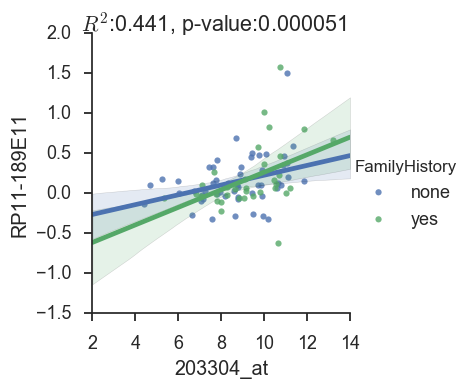 R²:0.441, p-value:0.000051
2.0
1.5
1.0
0.5
0.0
−0.5
−1.0
−1.5
RP11-189E11
2 4 6 8 10 12 14
203304_at
FamilyHistory
none
yes